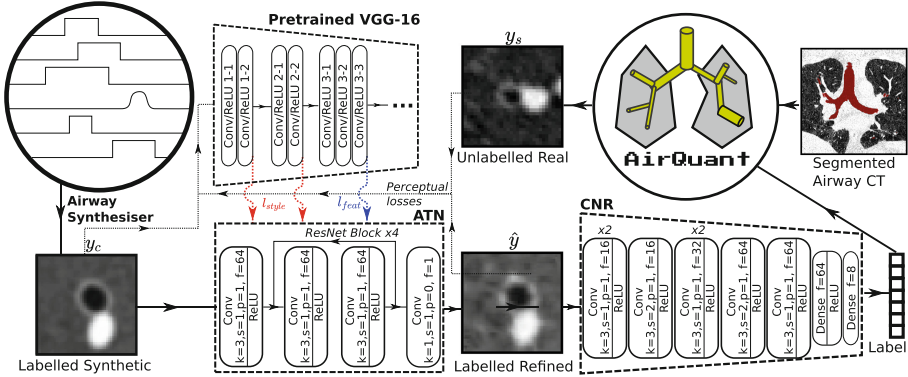 Pretrained VGG-16
Conv/ReLU 1-1
Conv/ReLU 1-2
Conv/ReLU 2-1
Conv/ReLU 2-2
Conv/ReLU 3-1
Conv/ReLU 3-2
Conv/ReLU 3-3
...
y_s
Unlabelled Real
AirQuant
Segmented
Airway CT
Airway
Synthesiser
y_c
Labelled Synthetic
l_style
l_feat
Perceptual
losses
ATN
ResNet Block x4
Conv
k=3,s=1,p=1, f=64
ReLU
Conv
k=3,s=1,p=1, f=64
ReLU
Conv
k=3,s=1,p=1, f=64
ReLU
Conv
k=1,s=1,p=0, f=1
ŷ
Labelled Refined
CNR
x2
x2
Conv
k=3,s=1,p=1, f=16
ReLU
Conv
k=3,s=2,p=1, f=16
ReLU
Conv
k=3,s=1,p=1, f=32
ReLU
Conv
k=3,s=2,p=1, f=64
ReLU
Conv
k=3,s=1,p=1, f=64
ReLU
Dense f=64
ReLU
Dense f=8
Label